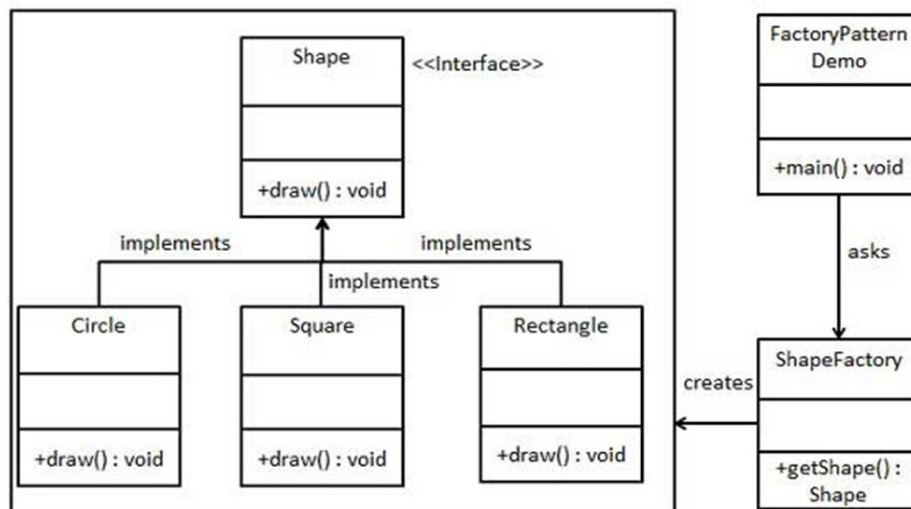 Shape
<<Interface>>
+draw() : void
implements
implements
implements
Circle
+draw() : void
Square
+draw() : void
Rectangle
+draw() : void
FactoryPattern
Demo
+main() : void
asks
ShapeFactory
+getShape() :
Shape
creates